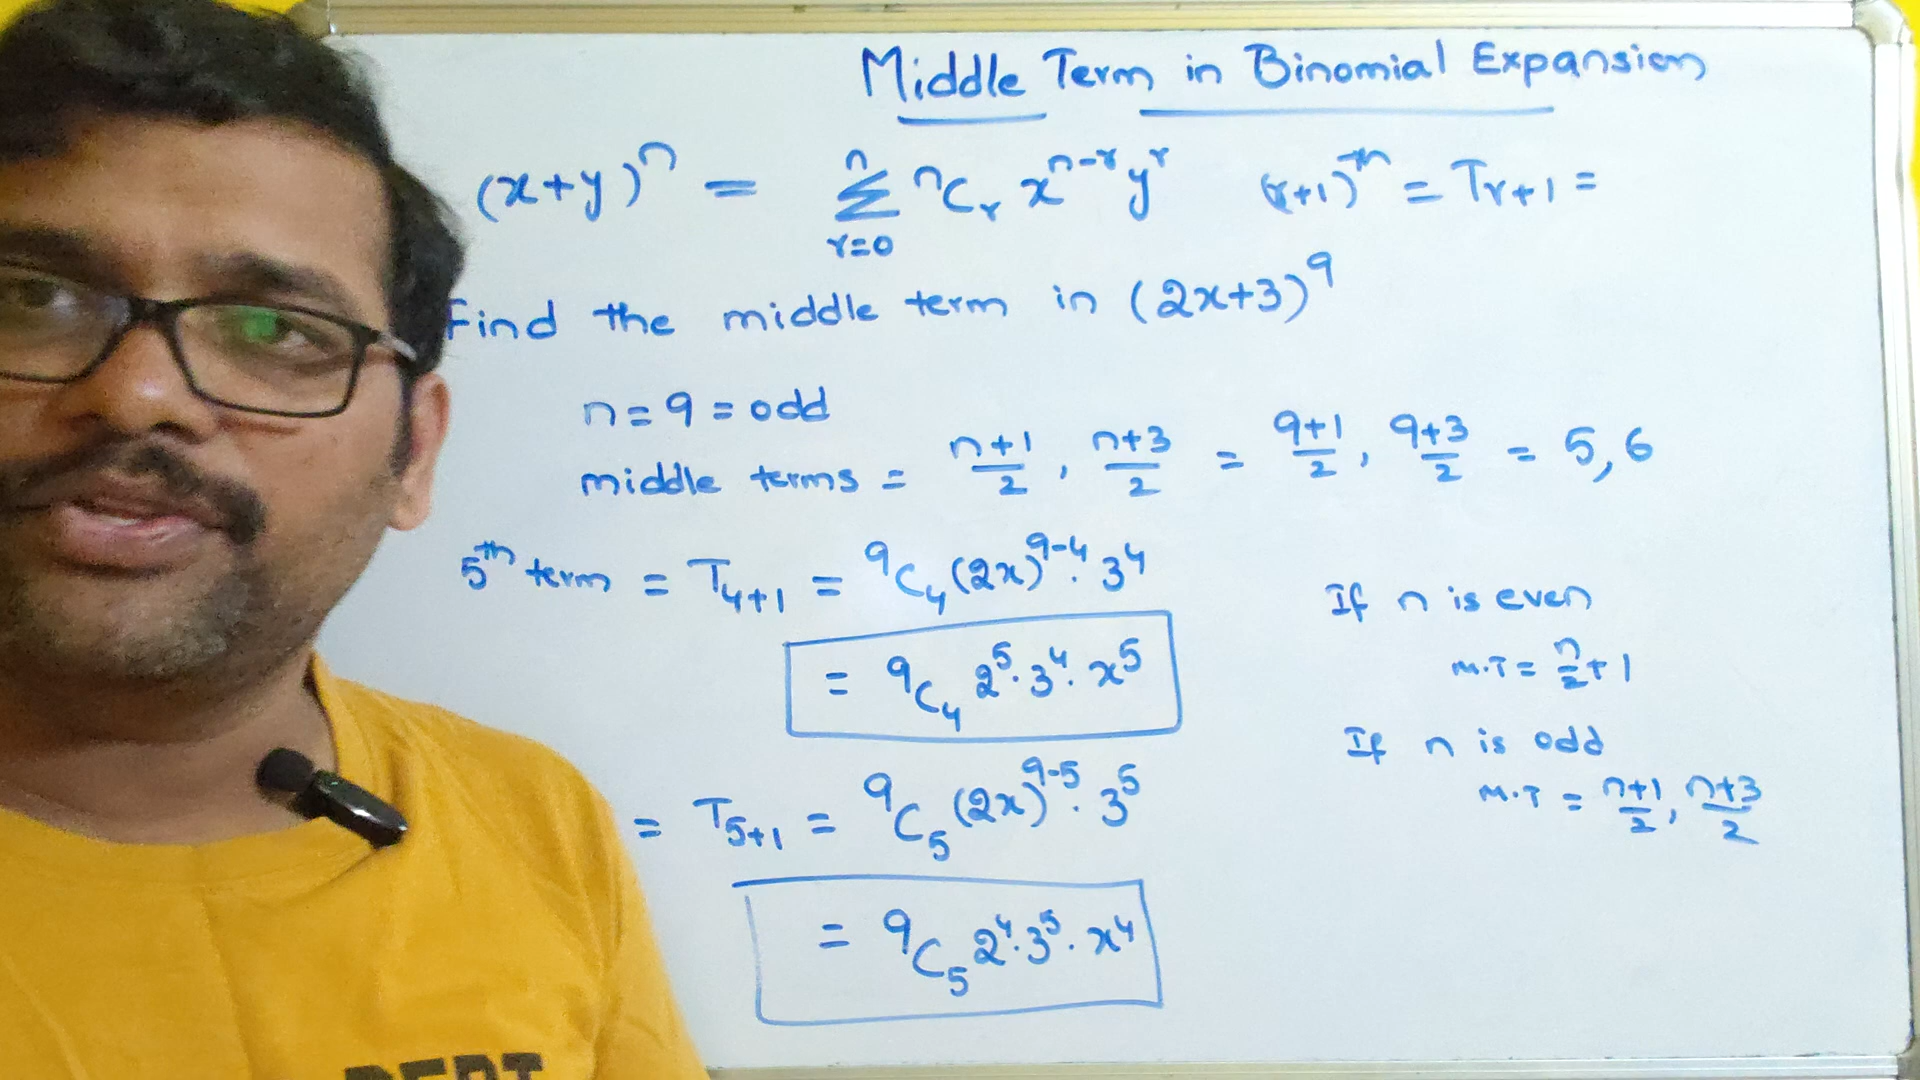 Middle Term in Binomial Expansion
(x+y)ⁿ = ∑ⁿᵣ₌₀ ⁿCᵣ xⁿ⁻ʳ yʳ (r+1)ᵗʰ = Tᵣ₊₁ =
Find the middle term in (2x+3)⁹
n = 9 = odd
middle terms = (n+1)/2, (n+3)/2 = (9+1)/2, (9+3)/2 = 5, 6
5ᵗʰ term = T₄₊₁ = ⁹C₄ (2x)⁹⁻⁴ · 3⁴
= ⁹C₄ 2⁵ · 3⁴ · x⁵
= T₅₊₁ = ⁹C₅ (2x)⁹⁻⁵ · 3⁵
= ⁹C₅ 2⁴ · 3⁵ · x⁴
If n is even
M.T = n/2 + 1
If n is odd
M.T = (n+1)/2, (n+3)/2